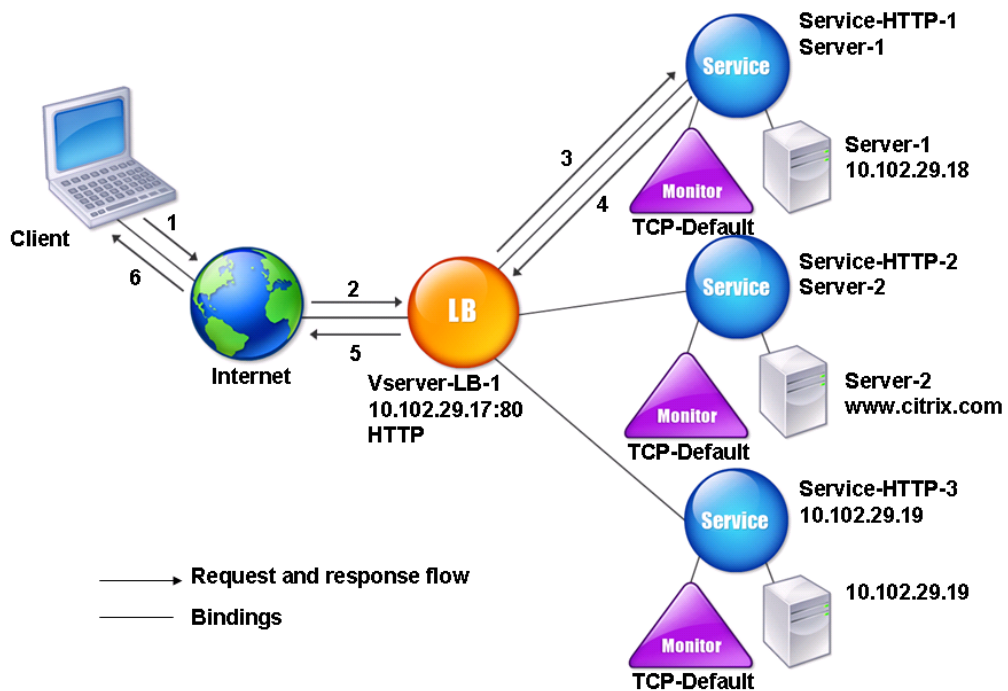 Service-HTTP-1
Server-1
Service
Server-1
10.102.29.18
Monitor
TCP-Default
3
4
Client
1
6
2
5
Internet
LB
Vserver-LB-1
10.102.29.17:80
HTTP
Service-HTTP-2
Server-2
Service
Server-2
www.citrix.com
Monitor
TCP-Default
Service-HTTP-3
10.102.29.19
Service
10.102.29.19
Monitor
TCP-Default
Request and response flow
Bindings